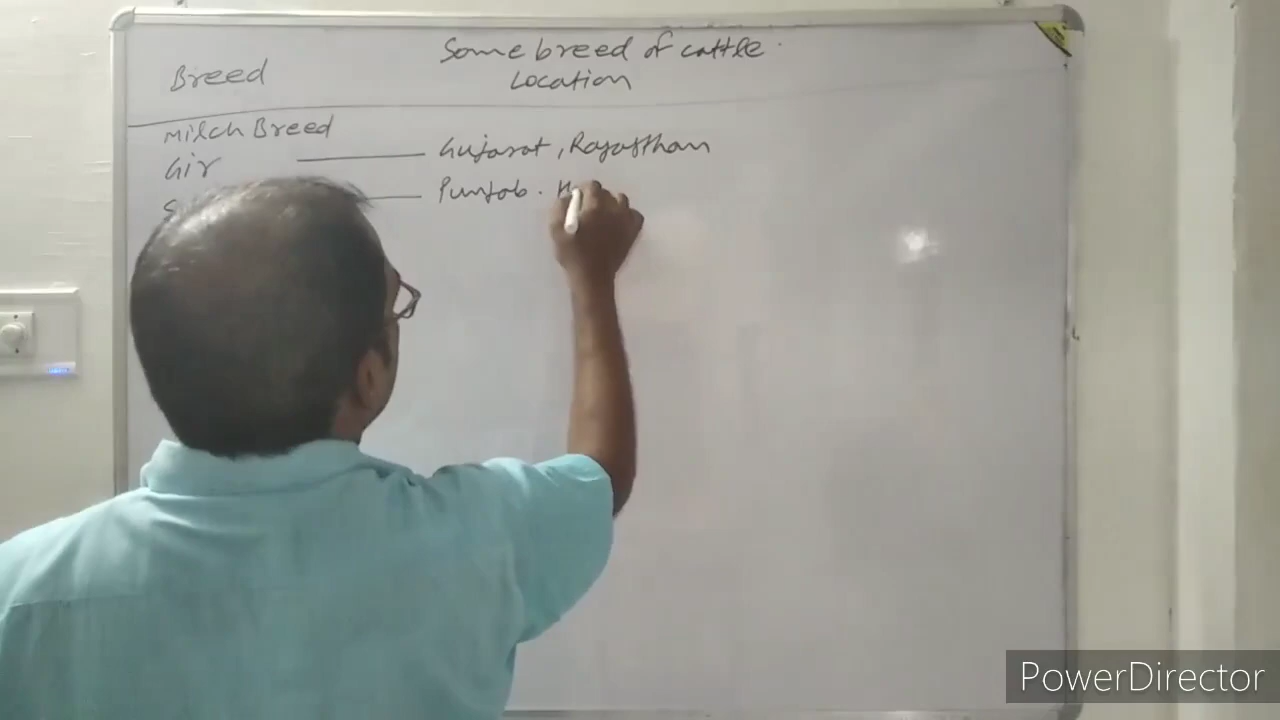 Some breed of cattle
Breed
Location
Milch Breed
Gir
Gujarat, Rajasthan
Punjab. H
PowerDirector